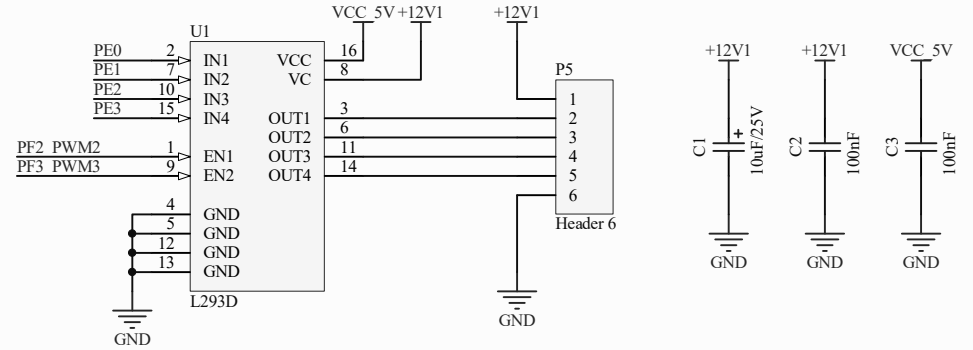 VCC_5V +12V1 +12V1
U1
PE0 2 IN1 VCC 16
PE1 7 IN2 VC 8
PE2 10 IN3
PE3 15 IN4 OUT1 3
OUT2 6
PF2_PWM2 1 EN1 OUT3 11
PF3_PWM3 9 EN2 OUT4 14
4 GND
5 GND
12 GND
13 GND
L293D
GND
P5
1
2
3
4
5
6
Header 6
GND
+12V1 +12V1 VCC_5V
C1 + 10uF/25V
C2 100nF
C3 100nF
GND GND GND